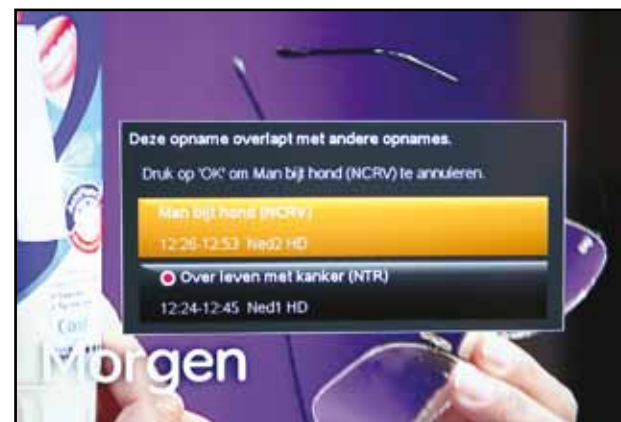 Deze opname overlapt met andere opnames.
Druk op 'OK' om Man bijt hond (NCRV) te annuleren.
Man bijt hond (NCRV)
12:26-12:53 Ned2 HD
Over leven met kanker (NTR)
12:24-12:45 Ned1 HD
Morgen